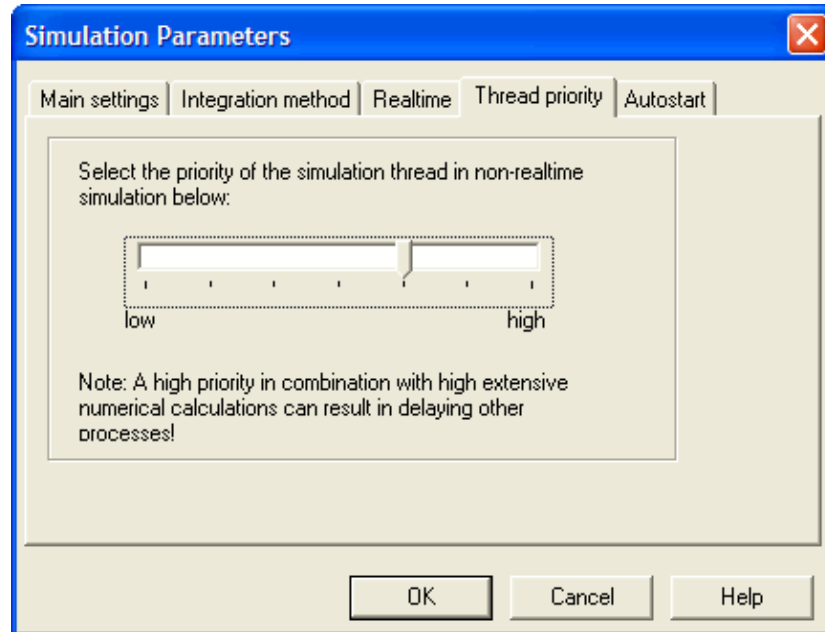 Simulation Parameters
Main settings Integration method Realtime Thread priority Autostart
Select the priority of the simulation thread in non-realtime
simulation below:
low high
Note: A high priority in combination with high extensive
numerical calculations can result in delaying other
processes!
OK Cancel Help